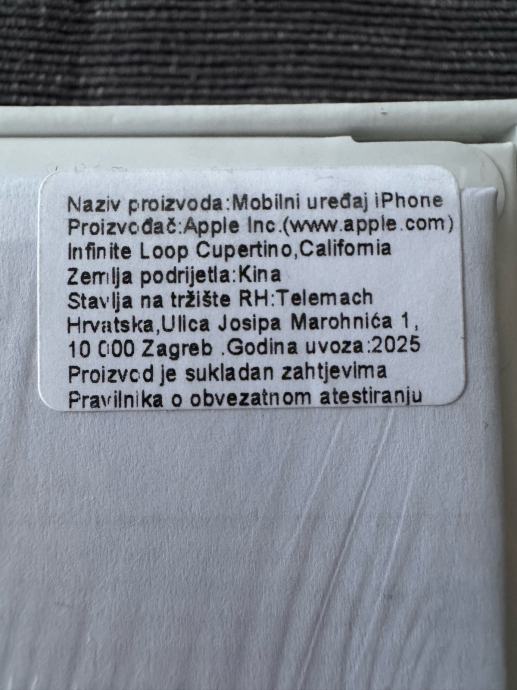 Naziv proizvoda:Mobilni uređaj iPhone
Proizvođač:Apple Inc.(www.apple.com)
Infinite Loop Cupertino,California
Zemlja podrijetla:Kina
Stavlja na tržište RH:Telemach
Hrvatska,Ulica Josipa Marohnića 1,
10 000 Zagreb .Godina uvoza:2025
Proizvod je sukladan zahtjevima
Pravilnika o obvezatnom atestiranju